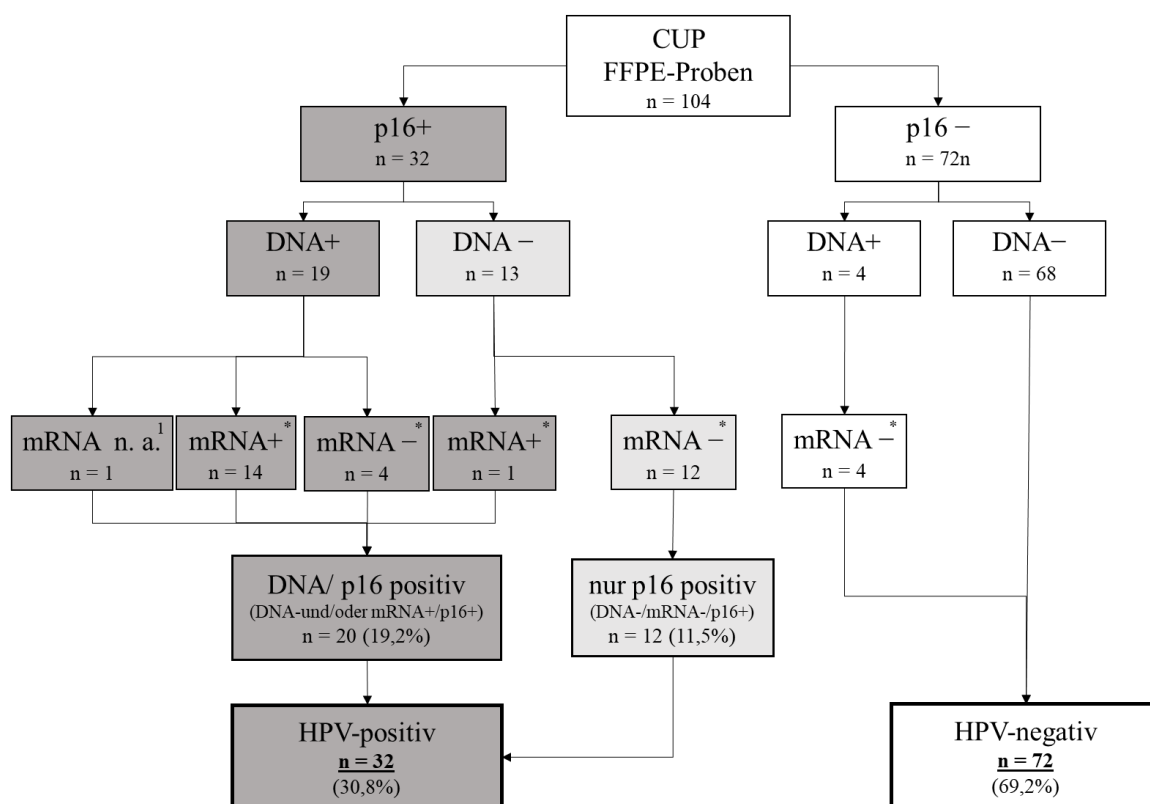 CUP
FFPE-Proben
n = 104
p16+
n = 32
p16 −
n = 72n
DNA+
n = 19
DNA −
n = 13
DNA+
n = 4
DNA−
n = 68
mRNA n. a.¹
n = 1
mRNA+*
n = 14
mRNA −*
n = 4
mRNA+*
n = 1
mRNA −*
n = 12
mRNA −*
n = 4
DNA/ p16 positiv
(DNA-und/oder mRNA+/p16+)
n = 20 (19,2%)
nur p16 positiv
(DNA-/mRNA-/p16+)
n = 12 (11,5%)
HPV-positiv
n = 32
(30,8%)
HPV-negativ
n = 72
(69,2%)